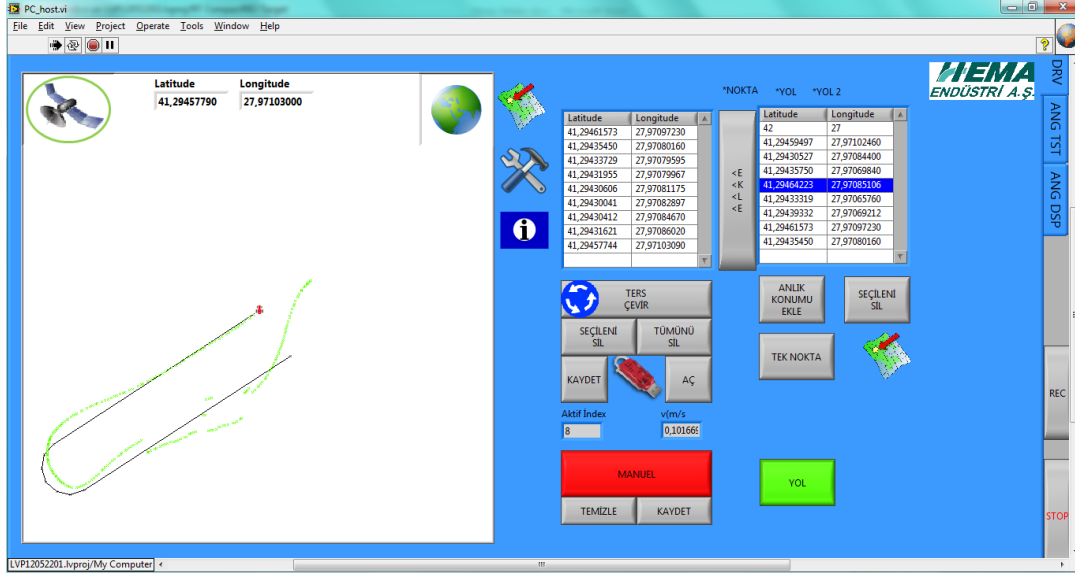 PC_host.vi
File Edit View Project Operate Tools Window Help
Latitude Longitude
41,29457790 27,97103000
HEMA
ENDÜSTRİ A.Ş.
DRV
ANG TST
ANG DSP
REC
STOP
*NOKTA *YOL *YOL 2
Latitude Longitude
41,29461573 27,97097230
41,29435450 27,97080160
41,29433729 27,97079595
41,29431955 27,97079967
41,29430606 27,97081175
41,29430041 27,97082897
41,29430412 27,97084670
41,29431621 27,97086020
41,29457744 27,97103090
<E
<K
<L
<E
Latitude Longitude
42 27
41,29459497 27,97102460
41,29430527 27,97084400
41,29435750 27,97069840
41,29464223 27,97085106
41,29433319 27,97065760
41,29439332 27,97069212
41,29461573 27,97097230
41,29435450 27,97080160
TERS
ÇEVİR
SEÇİLENİ
SİL
TÜMÜNÜ
SİL
KAYDET
AÇ
ANLIK
KONUMU
EKLE
SEÇİLENİ
SİL
TEK NOKTA
Aktif İndex v(m/s
8 0,101669
MANUEL
TEMİZLE KAYDET
YOL
LVP12052201.lvproj/My Computer